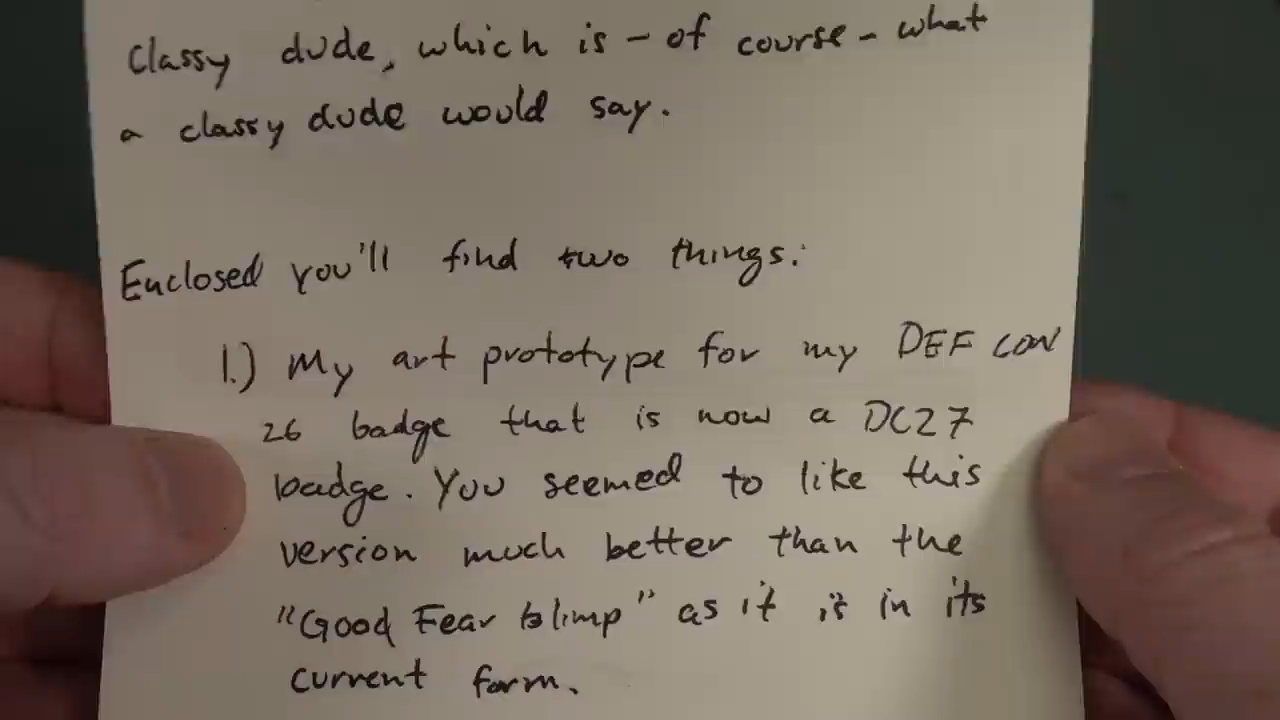 Classy dude, which is - of course - what
a classy dude would say.
Enclosed you'll find two things:
1.) My art prototype for my DEF CON
26 badge that is now a DC27
badge. You seemed to like this
version much better than the
"Good Fear blimp" as it is in its
current form.